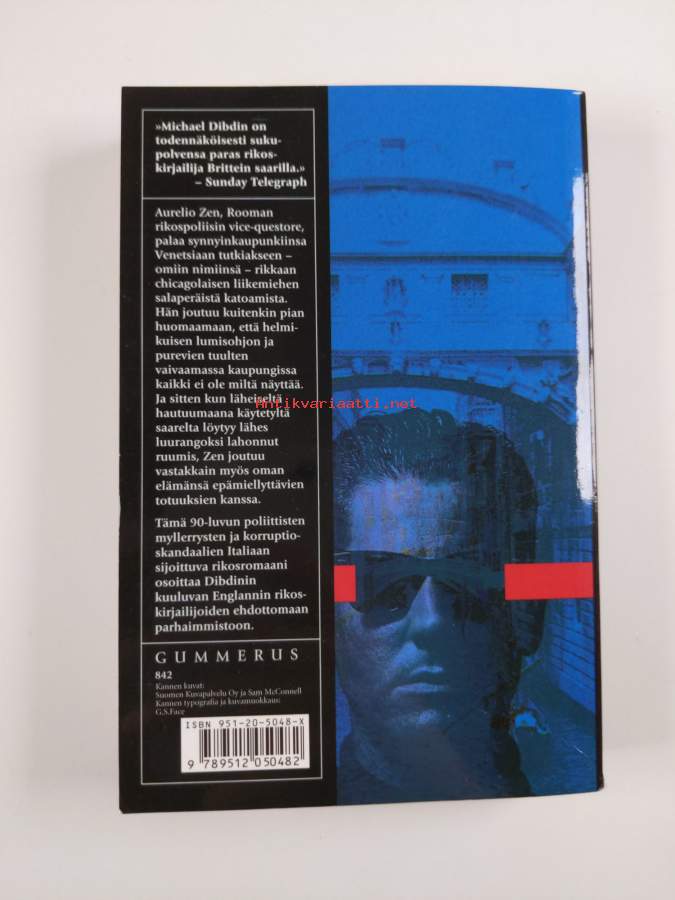 »Michael Dibdin on
todennäköisesti suku-
polvensa paras rikos-
kirjailija Brittein saarilla.»
– Sunday Telegraph
Aurelio Zen, Rooman
rikospoliisin vice-questore,
palaa synnyinkaupunkiinsa
Venetsiaan tutkiakseen –
omiin nimiinsä – rikkaan
chicagolaisen liikemiehen
salaperäistä katoamista.
Hän joutuu kuitenkin pian
huomaamaan, että helmi-
kuisen lumisohjon ja
purevien tuulten
vaivaamassa kaupungissa
kaikki ei ole miltä näyttää.
Ja sitten kun läheiseltä
hautuumaana käytetyltä
saarelta löytyy lähes
luurangoksi lahonnut
ruumis, Zen joutuu
vastakkain myös oman
elämänsä epämiellyttävien
totuuksien kanssa.
Tämä 90-luvun poliittisten
myllerrysten ja korruptio-
skandaalien Italiaan
sijoittuva rikosromaani
osoittaa Dibdinin
kuuluvan Englannin rikos-
kirjailijoiden ehdottomaan
parhaimmistoon.
GUMMERUS
842
Kannen kuvat:
Suomen Kuvapalvelu Oy ja Sam McConnell
Kannen typografia ja kuvamuokkaus:
G.S.Face
ISBN 951-20-5048-X
9 789512 050482
Antikvariaatti.net